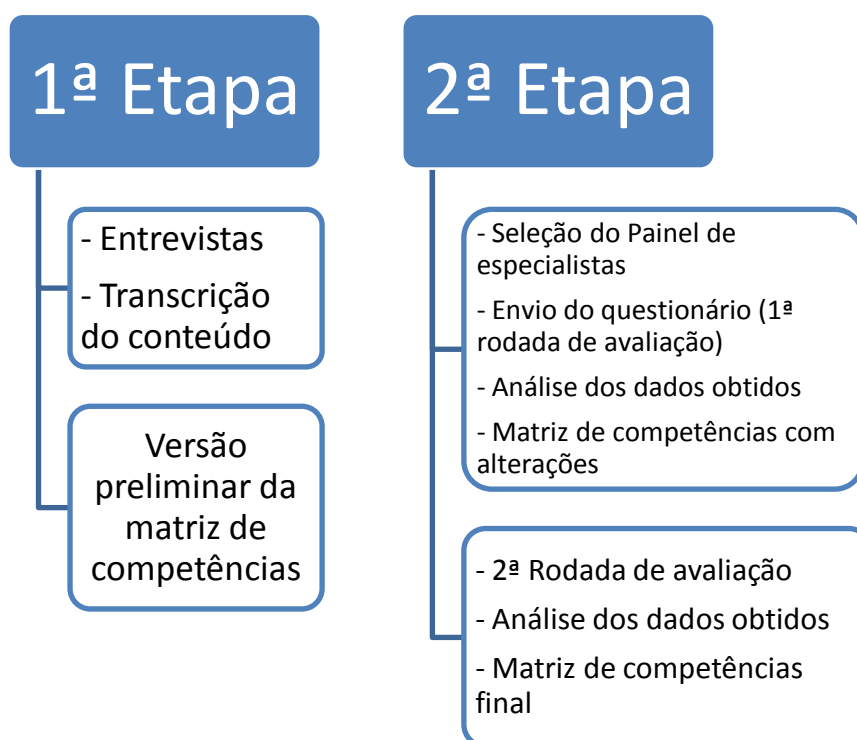 1ª Etapa
- Entrevistas
- Transcrição
do conteúdo
Versão
preliminar da
matriz de
competências
2ª Etapa
- Seleção do Painel de
especialistas
- Envio do questionário (1ª
rodada de avaliação)
- Análise dos dados obtidos
- Matriz de competências com
alterações
- 2ª Rodada de avaliação
- Análise dos dados obtidos
- Matriz de competências
final